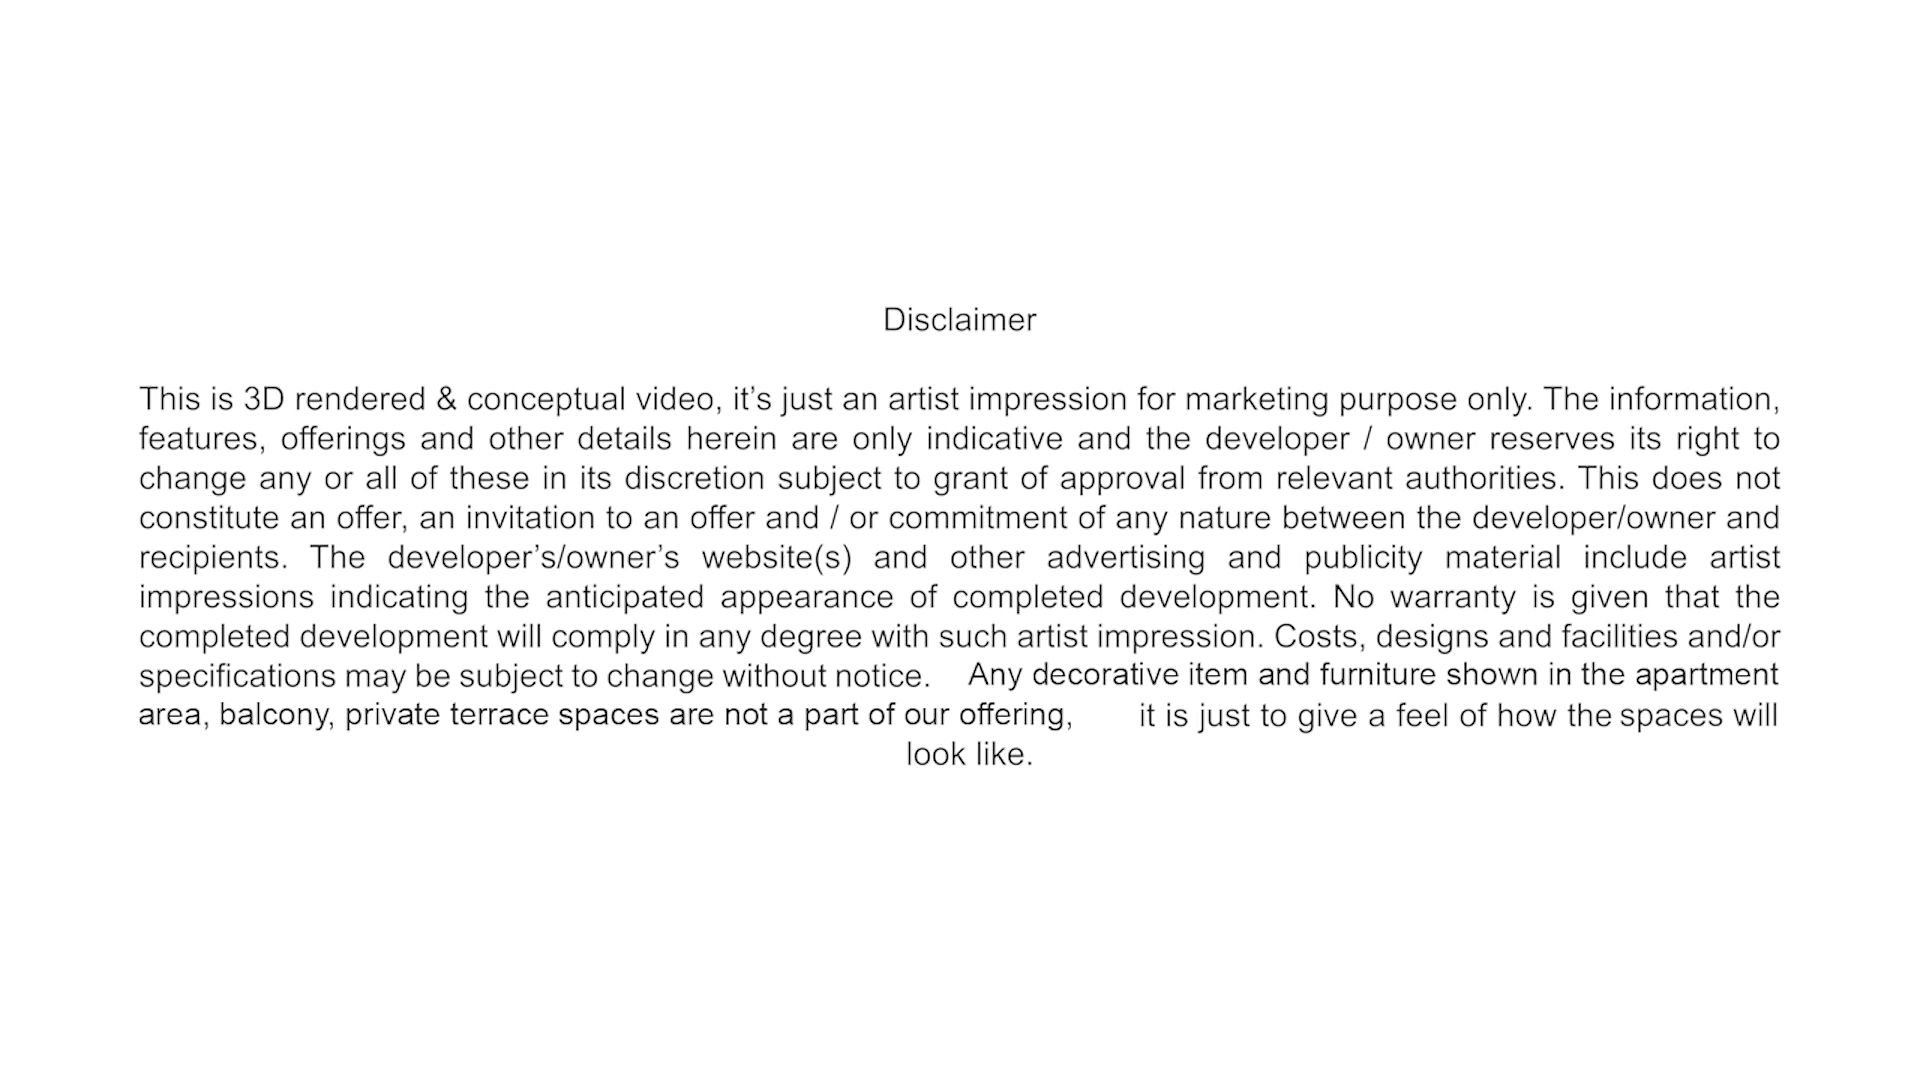 Disclaimer
This is 3D rendered & conceptual video, it’s just an artist impression for marketing purpose only. The information,
features, offerings and other details herein are only indicative and the developer / owner reserves its right to
change any or all of these in its discretion subject to grant of approval from relevant authorities. This does not
constitute an offer, an invitation to an offer and / or commitment of any nature between the developer/owner and
recipients. The developer’s/owner’s website(s) and other advertising and publicity material include artist
impressions indicating the anticipated appearance of completed development. No warranty is given that the
completed development will comply in any degree with such artist impression. Costs, designs and facilities and/or
specifications may be subject to change without notice. Any decorative item and furniture shown in the apartment
area, balcony, private terrace spaces are not a part of our offering, it is just to give a feel of how the spaces will
look like.